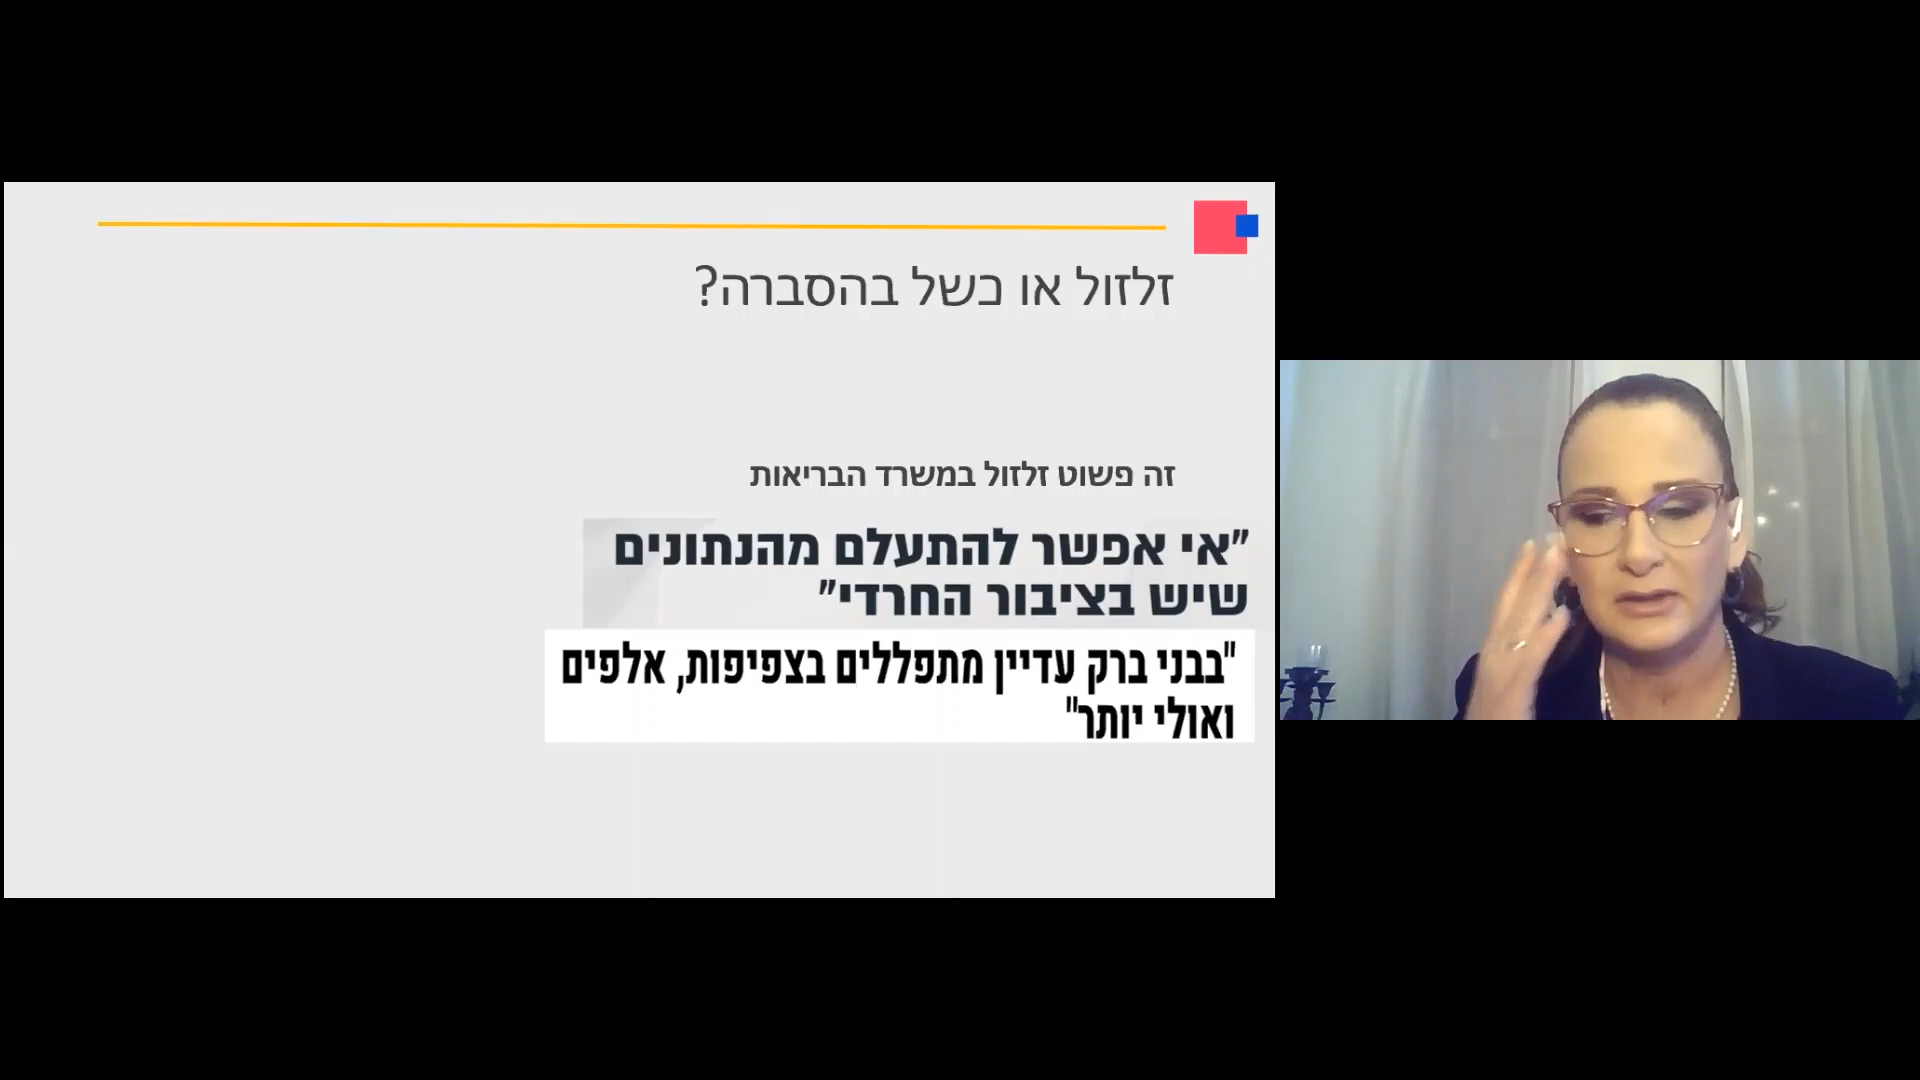 זלזול או כשל בהסברה?
זה פשוט זלזול במשרד הבריאות
"אי אפשר להתעלם מהנתונים
שיש בציבור החרדי"
"בבני ברק עדיין מתפללים בצפיפות, אלפים
ואולי יותר"